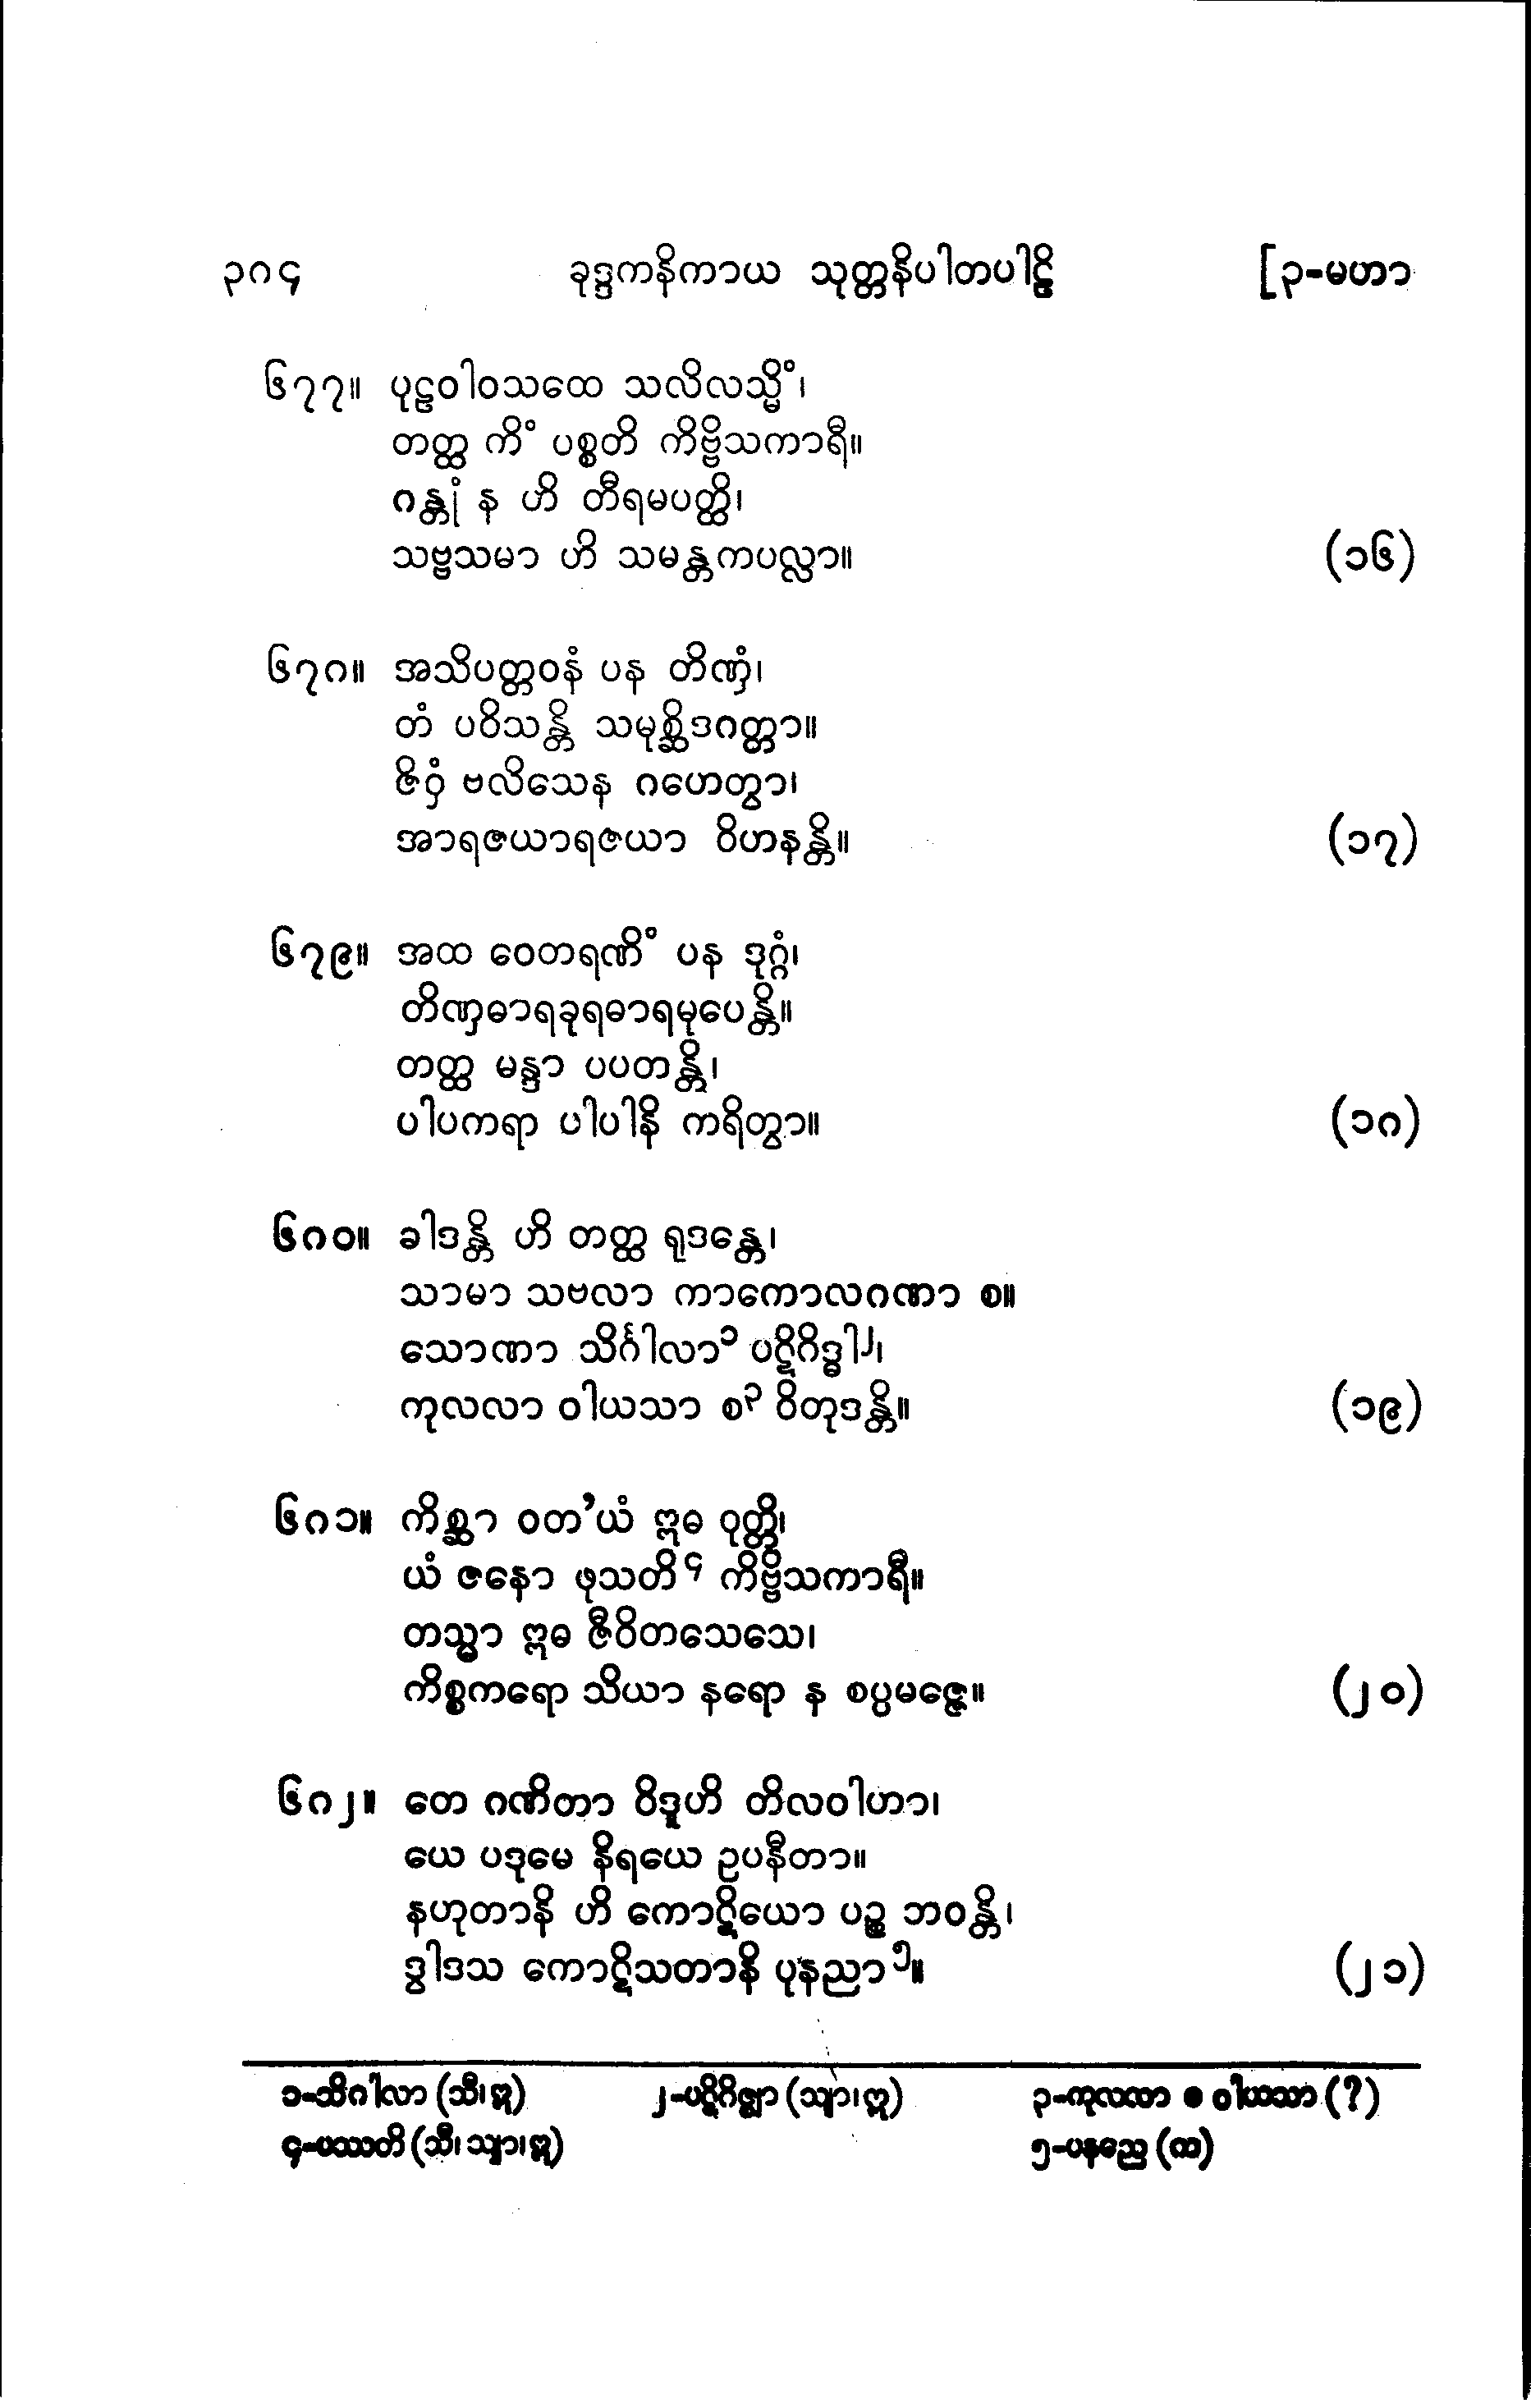 ၃၈၄ ခုဒ္ဒကနိကာယ သုတ္တနိပါတပါဠိ [၃-မဟာ
၆၇၇။ ပုဠဝါဝသထေ သလိလသ္မိံ၊
တတ္ထ ကိံ ပစ္စတိ ကိဗ္ဗိသကာရီ။
ဂန္တုံ န ဟိ တီရမပတ္ထိ၊
သဗ္ဗသမာ ဟိ သမန္တကပလ္လာ။ (၁၆)
၆၇၈။ အသိပတ္တဝနံ ပန တိဏှံ၊
တံ ပဝိသန္တိ သမုစ္ဆိဒဂတ္တာ။
ဇိဝှံ ဗလိသေန ဂဟေတွာ၊
အာရဇယာရဇယာ ဝိဟနန္တိ။ (၁၇)
၆၇၉။ အထ ဝေတရဏိံ ပန ဒုဂ္ဂံ၊
တိဏှဓာရခုရဓာရမုပေန္တိ။
တတ္ထ မန္ဒာ ပပတန္တိ၊
ပါပကရာ ပါပါနိ ကရိတွာ။ (၁၈)
၆၈၀။ ခါဒန္တိ ဟိ တတ္ထ ရုဒန္တေ၊
သာမာ သဗလာ ကာကောလဂဏာ စ။
သောဏာ သိင်္ဂါလာ၁ ပဋိဂိဒ္ဓါ၂၊
ကုလလာ ဝါယသာ စ၃ ဝိတုဒန္တိ။ (၁၉)
၆၈၁။ ကိစ္ဆာ ဝတ’ယံ ဣဓ ဝုတ္တိ၊
ယံ ဇနော ဖုသတိ၄ ကိဗ္ဗိသကာရီ။
တသ္မာ ဣဓ ဇီဝိတသေသေ၊
ကိစ္စကရော သိယာ နရော န စပ္ပမဇ္ဇေ။ (၂၀)
၆၈၂။ တေ ဂဏိတာ ဝိဒူဟိ တိလဝါဟာ၊
ယေ ပဒုမေ နိရယေ ဥပနီတာ။
နဟုတာနိ ဟိ ကောဋိယော ပဉ္စ ဘဝန္တိ၊
ဒွါဒသ ကောဋိသတာနိ ပုနညာ၅။ (၂၁)
၁-သိဂါလာ (သီ၊ ဣ) ၂-ပဋိဂိဇ္ဈာ (သျာ၊ ဣ) ၃-ကုလလာ စ ဝါယသာ (?)
၄-ပဿတိ (သီ၊ သျာ၊ ဣ) ၅-ပနညေ (က)